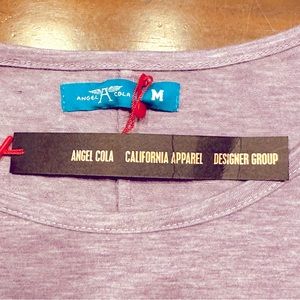 ANGEL A COLA M
ANGEL COLA CALIFORNIA APPAREL DESIGNER GROUP